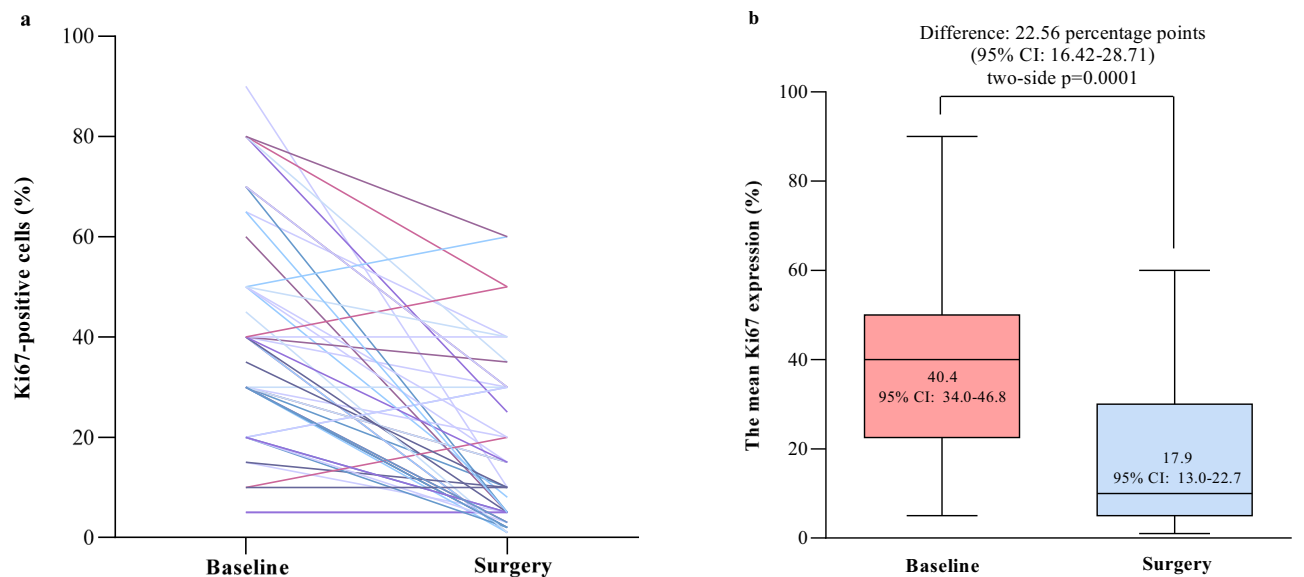 a
Ki67-positive cells (%)
100
80
60
40
20
0
Baseline
Surgery
b
Difference: 22.56 percentage points
(95% CI: 16.42-28.71)
two-side p=0.0001
The mean Ki67 expression (%)
100
80
60
40
20
0
40.4
95% CI: 34.0-46.8
17.9
95% CI: 13.0-22.7
Baseline
Surgery